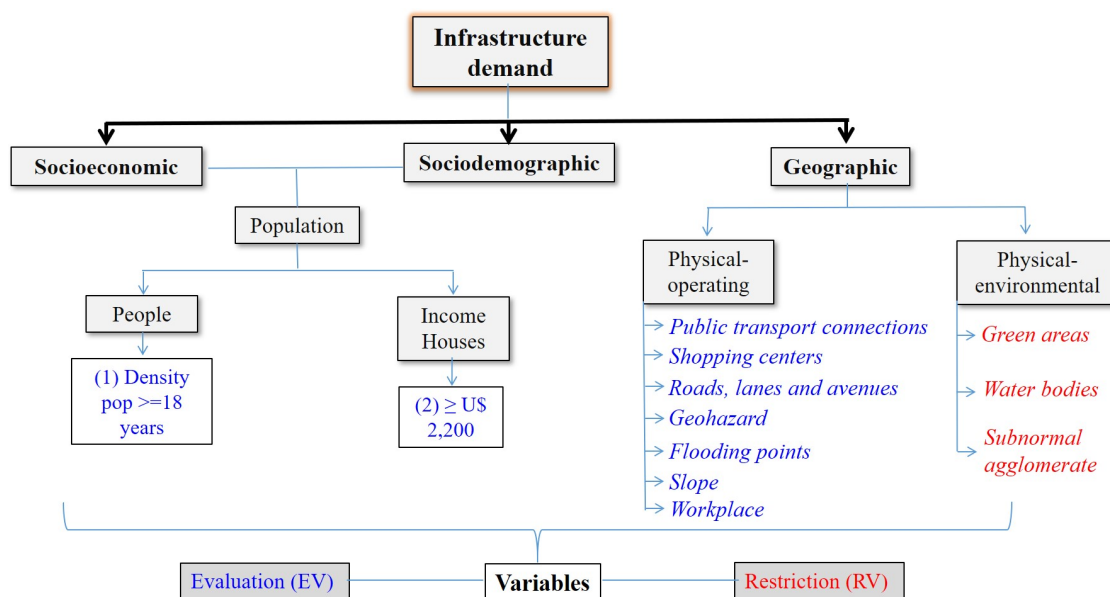 Infrastructure
demand
Socioeconomic
Sociodemographic
Geographic
Population
People
Income
Houses
(1) Density
pop >=18
years
(2) ≥ U$
2,200
Physical-
operating
Public transport connections
Shopping centers
Roads, lanes and avenues
Geohazard
Flooding points
Slope
Workplace
Physical-
environmental
Green areas
Water bodies
Subnormal
agglomerate
Evaluation (EV)
Variables
Restriction (RV)